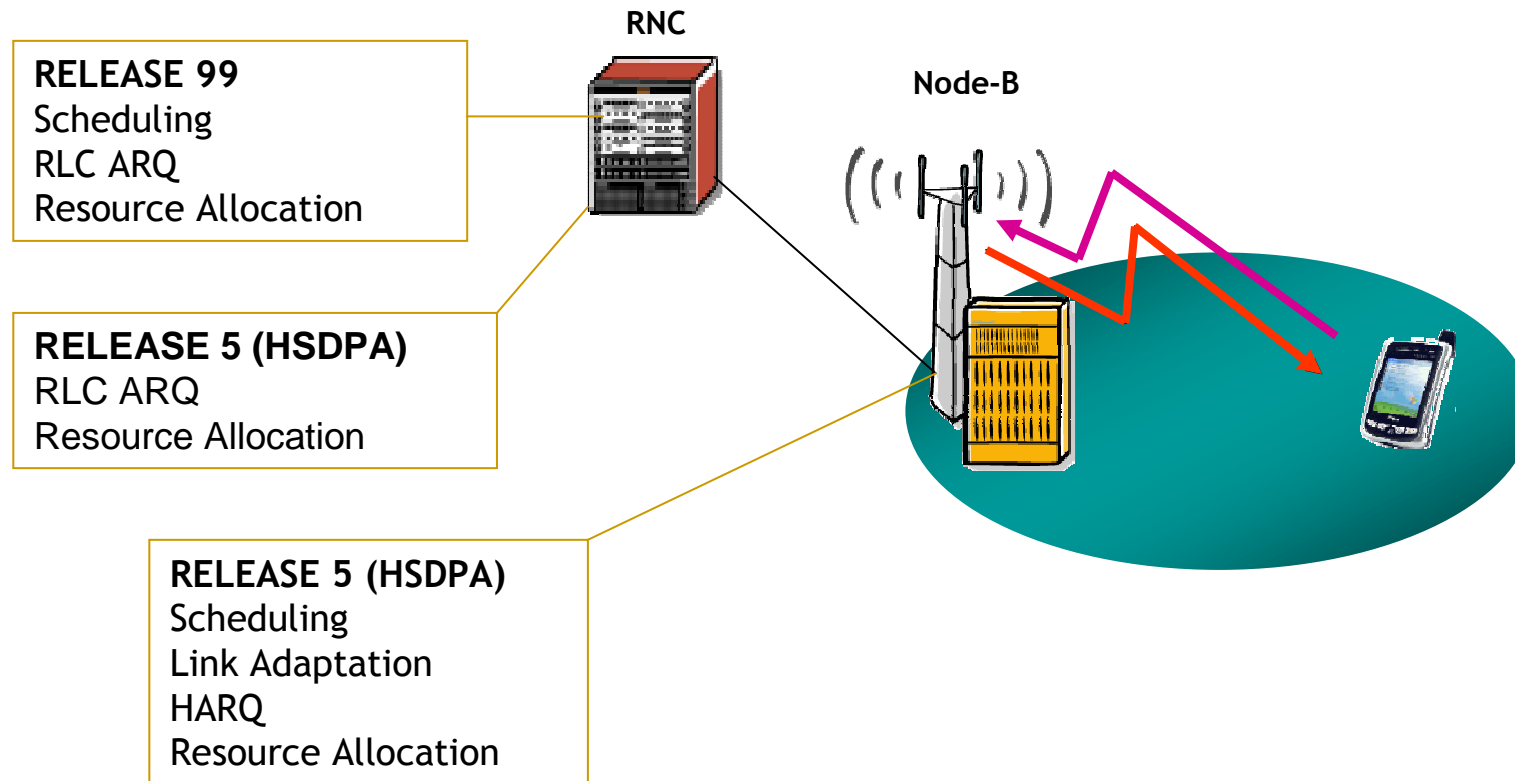 RNC
RELEASE 99
Scheduling
RLC ARQ
Resource Allocation
Node-B
RELEASE 5 (HSDPA)
RLC ARQ
Resource Allocation
RELEASE 5 (HSDPA)
Scheduling
Link Adaptation
HARQ
Resource Allocation